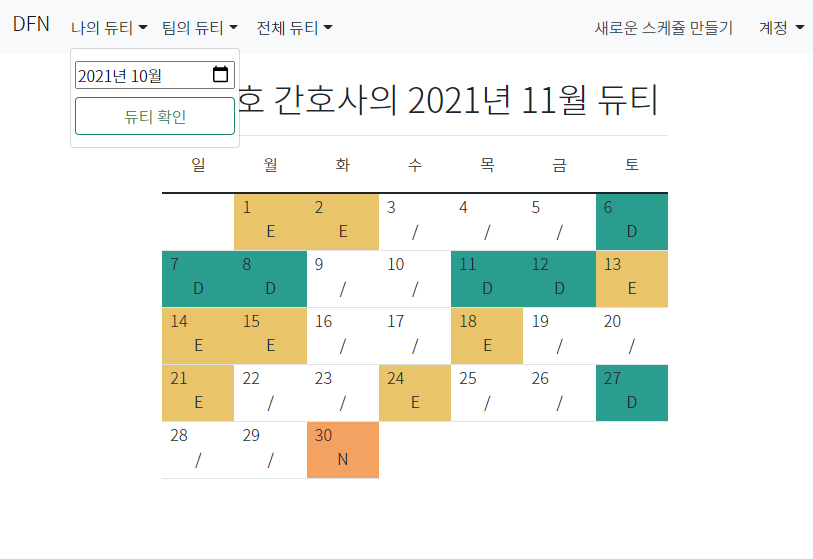 DFN 나의 듀티 팀의 듀티 전체 듀티 새로운 스케쥴 만들기 계정
2021년 10월
듀티 확인
호 간호사의 2021년 11월 듀티
일 월 화 수 목 금 토
1 2 3 4 5 6
E E / / / D
7 8 9 10 11 12 13
D D / / D D E
14 15 16 17 18 19 20
E E / / E / /
21 22 23 24 25 26 27
E / / E / / D
28 29 30
/ / N